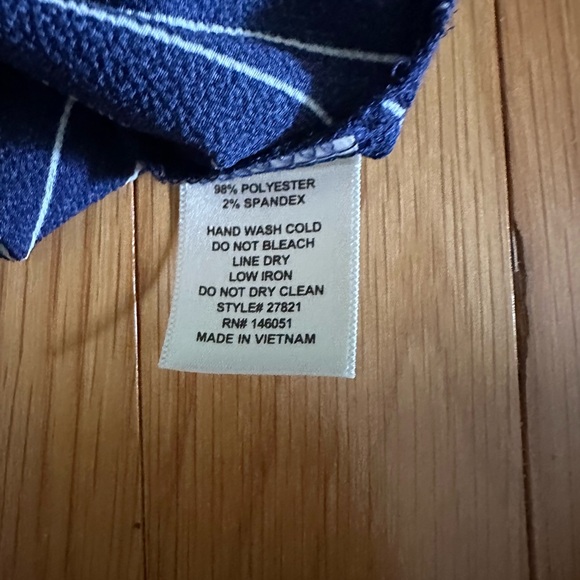 98% POLYESTER
2% SPANDEX
HAND WASH COLD
DO NOT BLEACH
LINE DRY
LOW IRON
DO NOT DRY CLEAN
STYLE# 27821
RN# 146051
MADE IN VIETNAM